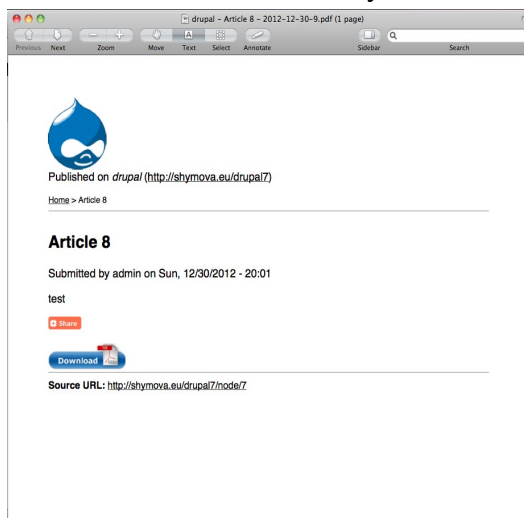 drupal – Article 8 – 2012-12-30-9.pdf (1 page)
Previous Next Zoom Move Text Select Annotate Sidebar Search
Published on drupal (http://shymova.eu/drupal7)
Home > Article 8
Article 8
Submitted by admin on Sun, 12/30/2012 - 20:01
test
Share
Download
Source URL: http://shymova.eu/drupal7/node/7